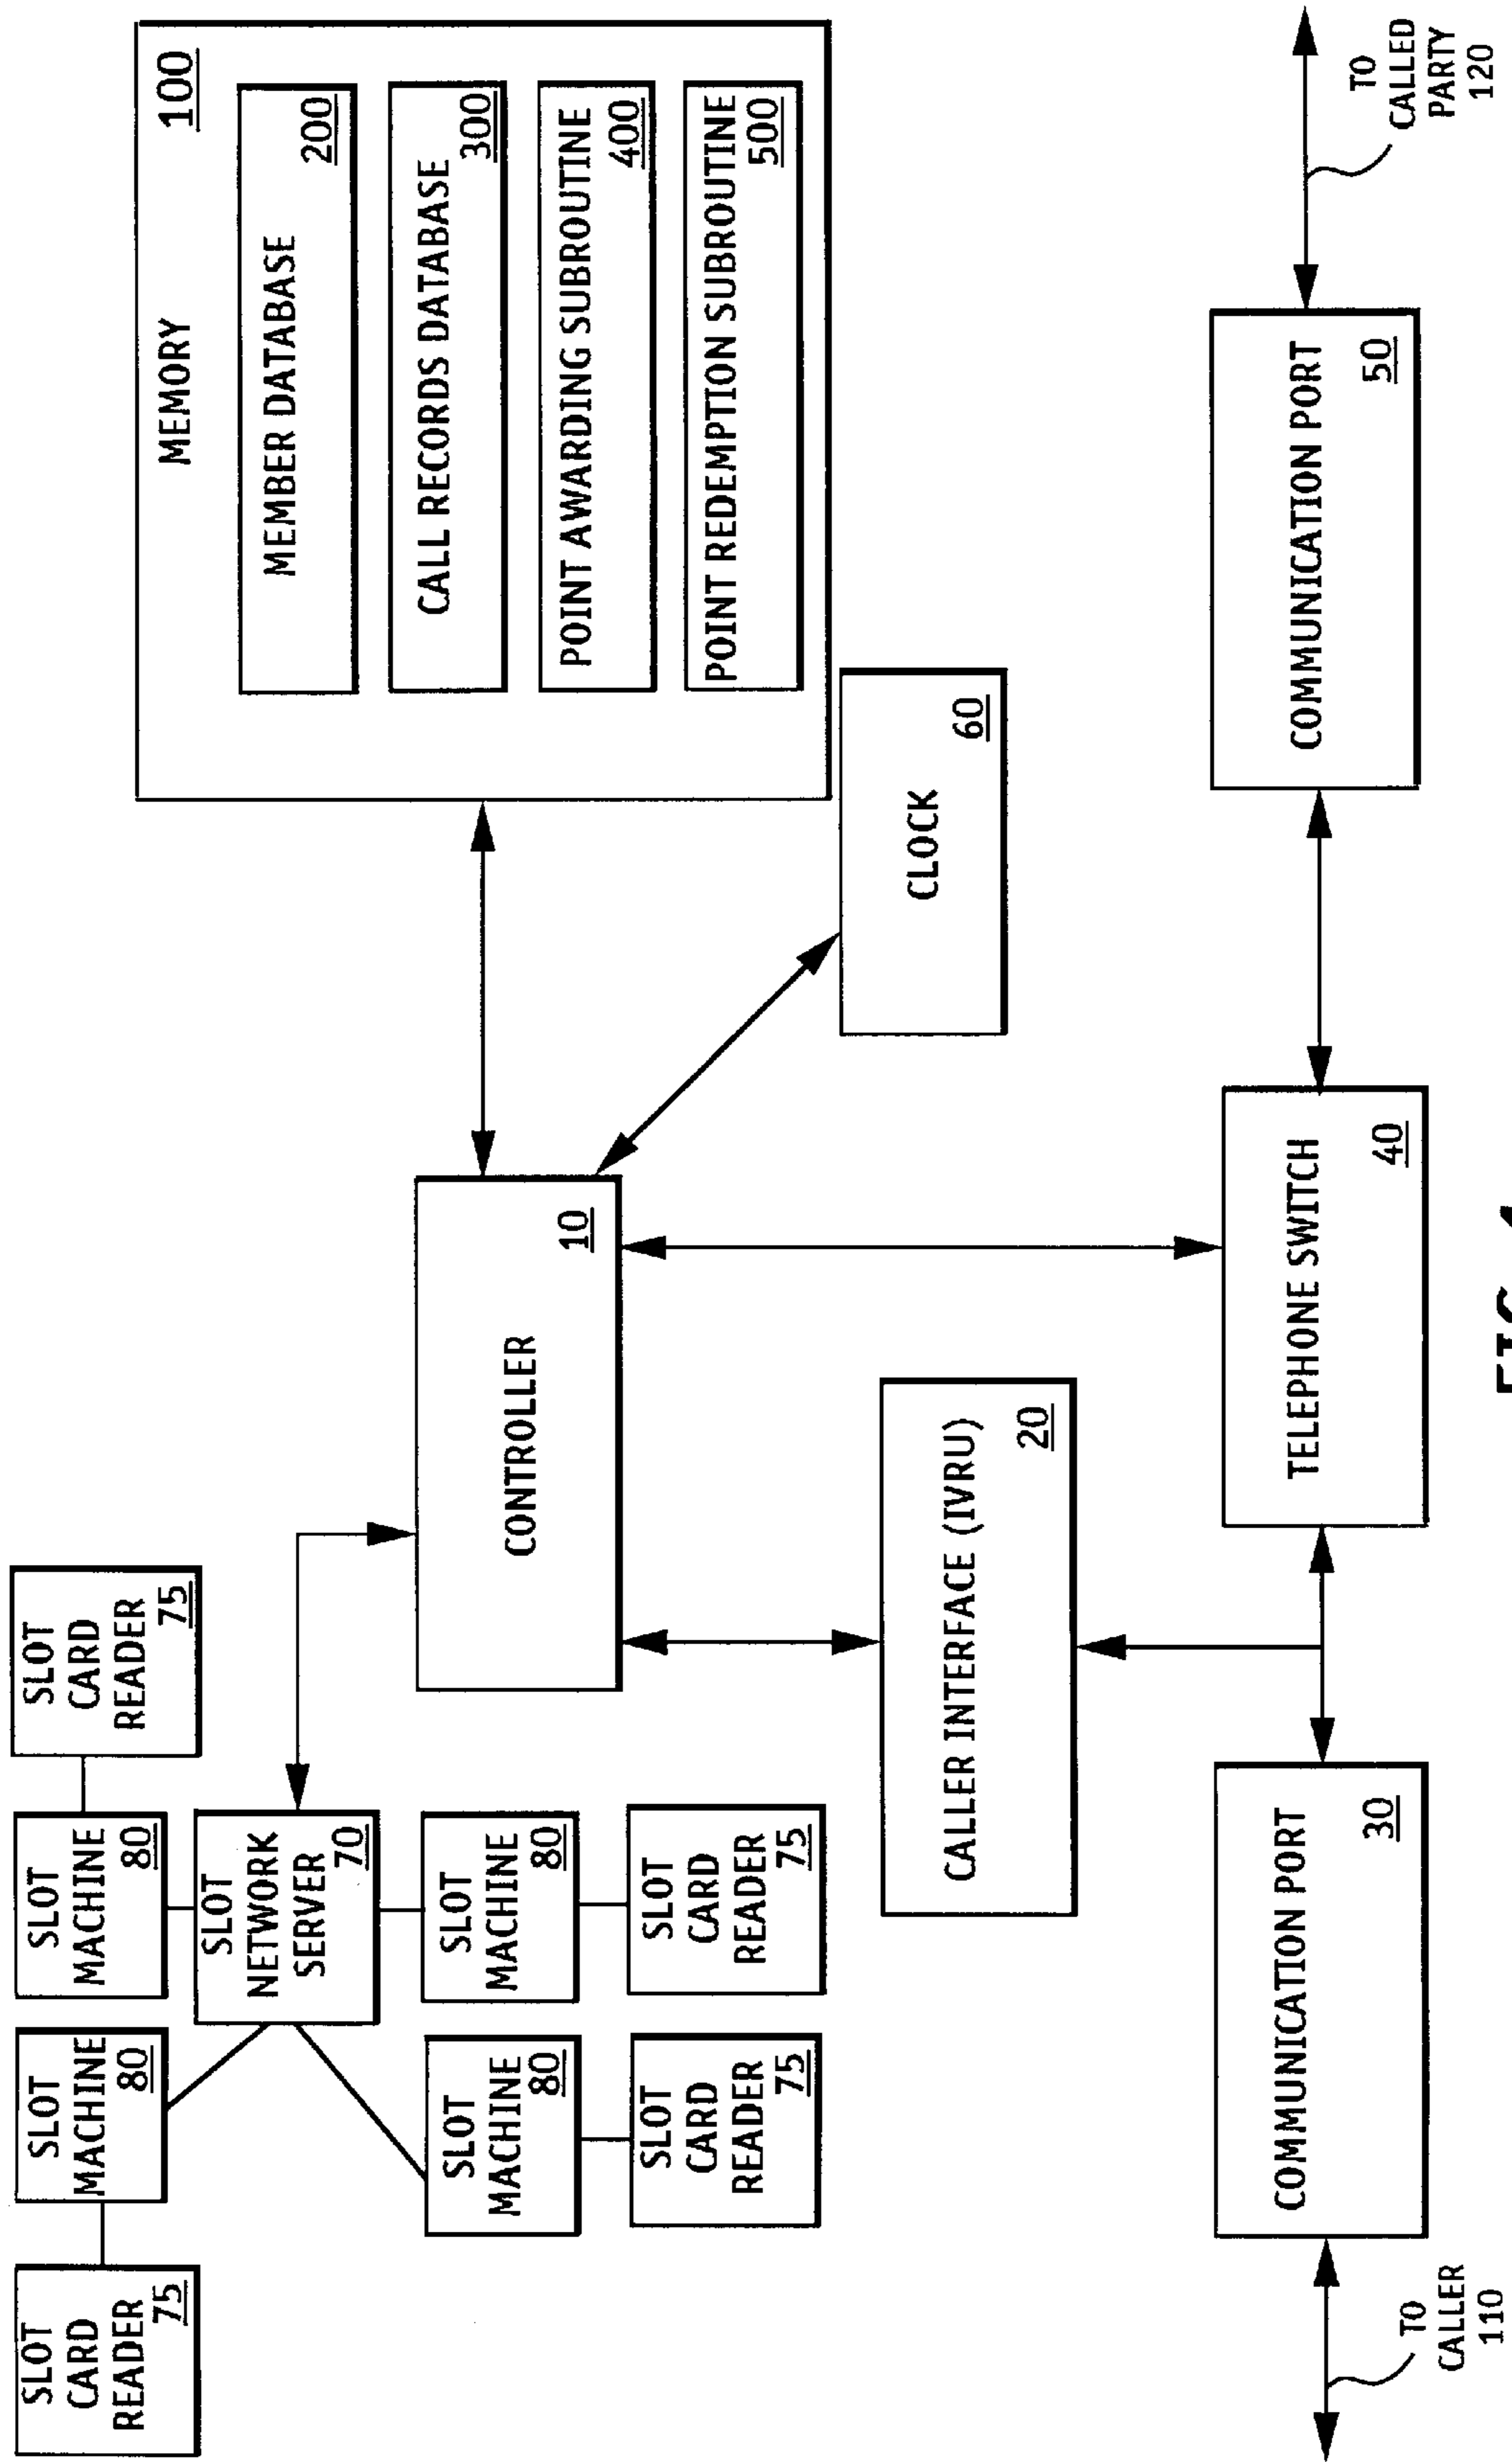 SLOT
CARD
READER
75
SLOT
MACHINE
80
SLOT
MACHINE
80
SLOT
CARD
READER
75
SLOT
NETWORK
SERVER
70
SLOT
MACHINE
80
SLOT
CARD
READER
75
SLOT
MACHINE
80
SLOT
CARD
READER
75
CONTROLLER
10
MEMORY
100
MEMBER DATABASE
200
CALL RECORDS DATABASE
300
POINT AWARDING SUBROUTINE
400
POINT REDEMPTION SUBROUTINE
500
CLOCK
60
CALLER INTERFACE (IVRU)
20
TO
CALLER
110
COMMUNICATION PORT
30
TELEPHONE SWITCH
40
COMMUNICATION PORT
50
TO
CALLED
PARTY
120